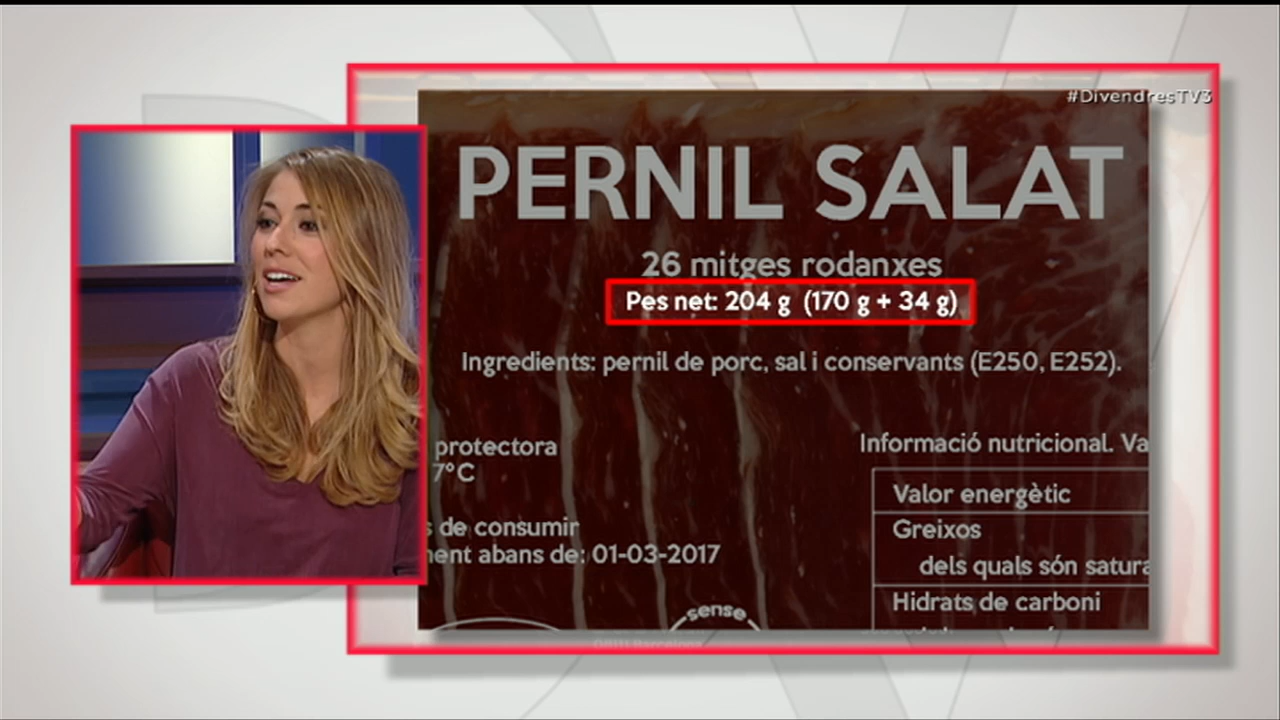 #DivendresTV3
PERNIL SALAT
26 mitges rodanxes
Pes net: 204 g (170 g + 34 g)
Ingredients: pernil de porc, sal i conservants (E250, E252).
protectora
7°C
s de consumir
ment abans de: 01-03-2017
Informació nutricional. Va
Valor energètic
Greixos
dels quals són satura
Hidrats de carboni
sense